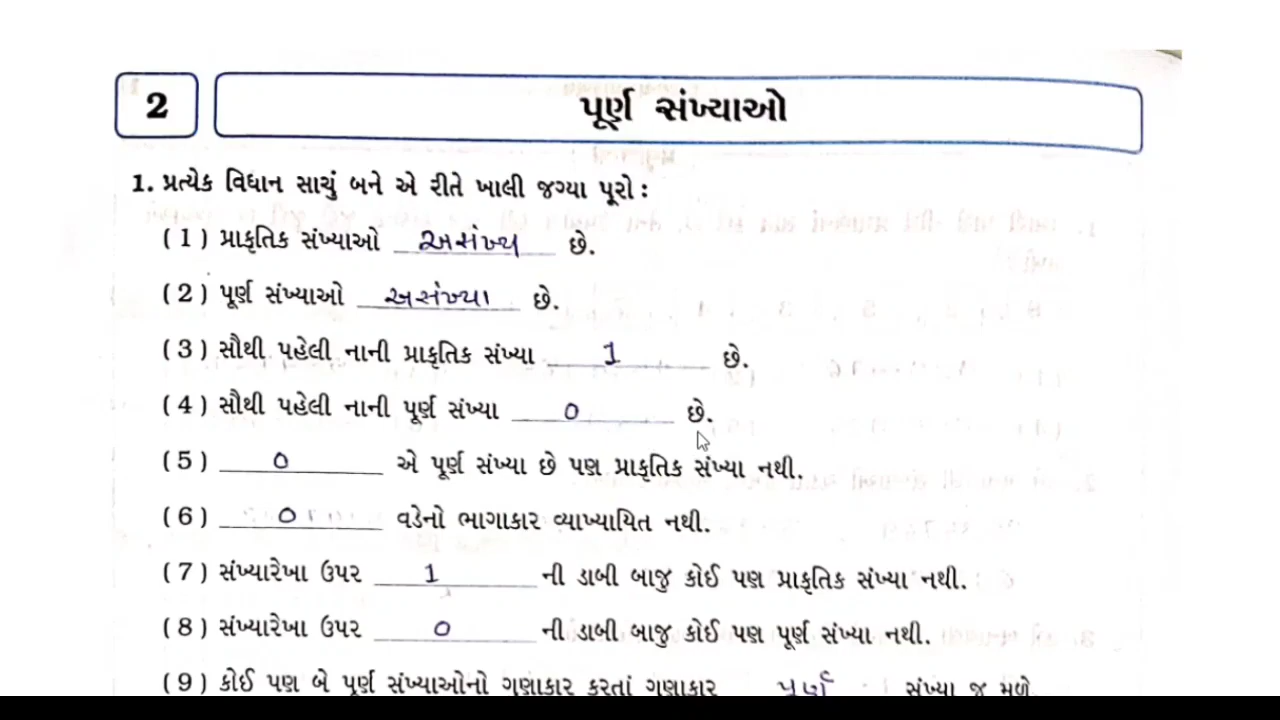 2
પૂર્ણ સંખ્યાઓ
1. પ્રત્યેક વિધાન સાચું બને એ રીતે ખાલી જગ્યા પૂરો :
(1) પ્રાકૃતિક સંખ્યાઓ અસંખ્ય છે.
(2) પૂર્ણ સંખ્યાઓ અસંખ્યા છે.
(3) સૌથી પહેલી નાની પ્રાકૃતિક સંખ્યા 1 છે.
(4) સૌથી પહેલી નાની પૂર્ણ સંખ્યા 0 છે.
(5) 0 એ પૂર્ણ સંખ્યા છે પણ પ્રાકૃતિક સંખ્યા નથી.
(6) 0 વડેનો ભાગાકાર વ્યાખ્યાયિત નથી.
(7) સંખ્યારેખા ઉપર 1 ની ડાબી બાજુ કોઈ પણ પ્રાકૃતિક સંખ્યા નથી.
(8) સંખ્યારેખા ઉપર 0 ની ડાબી બાજુ કોઈ પણ પૂર્ણ સંખ્યા નથી.
(9) કોઈ પણ બે પૂર્ણ સંખ્યાઓનો ગુણાકાર કરતાં ગુણાકાર પૂર્ણ સંખ્યા જ મળે